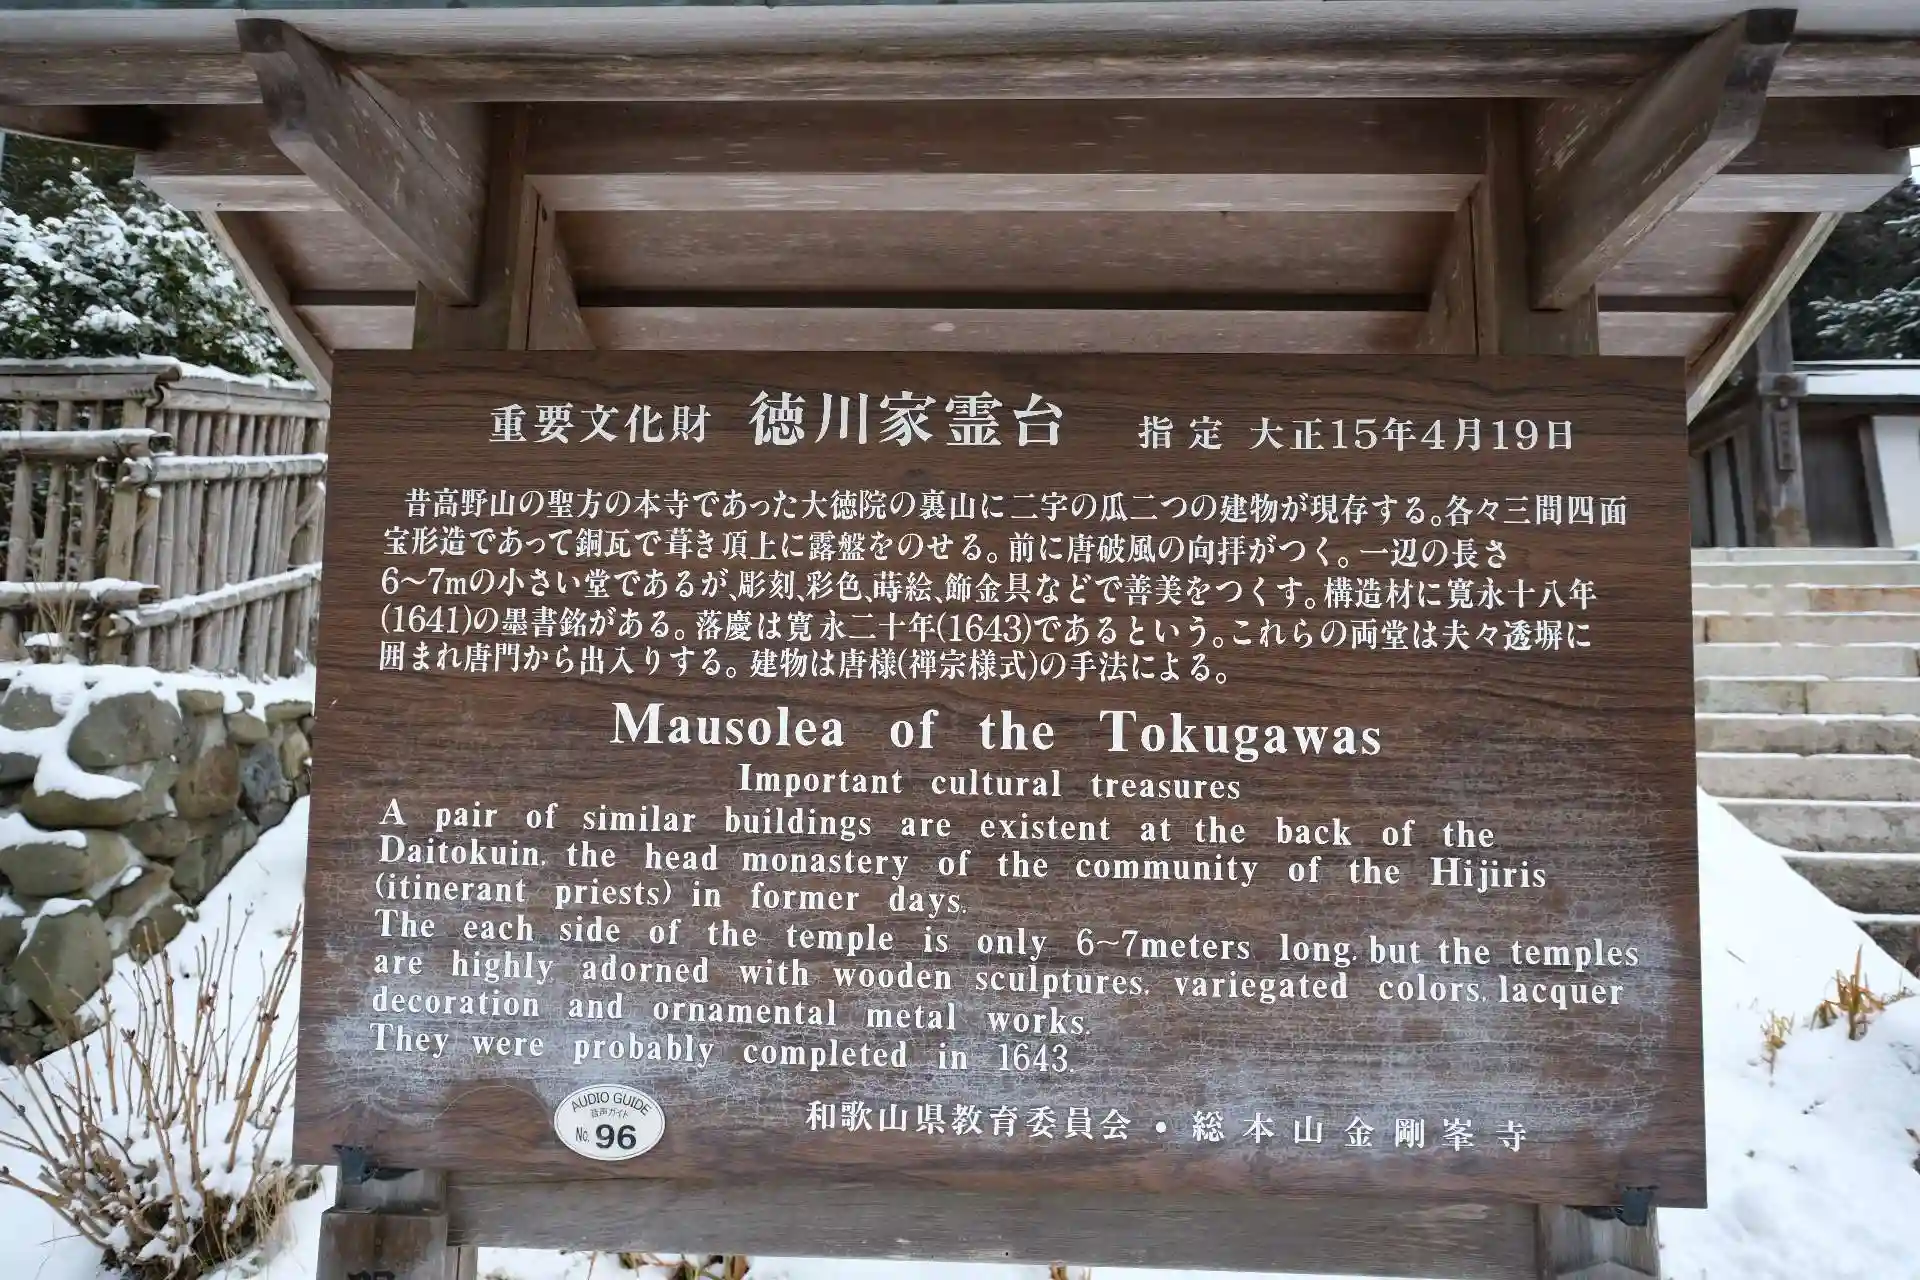 重要文化財 徳川家霊台 指定 大正15年4月19日
昔高野山の聖方の本寺であった大徳院の裏山に二宇の瓜二つの建物が現存する。各々三間四面
宝形造であって銅瓦で葺き頂上に露盤をのせる。前に唐破風の向拝がつく。一辺の長さ
6〜7mの小さい堂であるが、彫刻、彩色、蒔絵、飾金具などで善美をつくす。構造材に寛永十八年
(1641)の墨書銘がある。落慶は寛永二十年(1643)であるという。これらの両堂は夫々透塀に
囲まれ唐門から出入りする。建物は唐様(禅宗様式)の手法による。
Mausolea of the Tokugawas
Important cultural treasures
A pair of similar buildings are existent at the back of the
Daitokuin, the head monastery of the community of the Hijiris
(itinerant priests) in former days.
The each side of the temple is only 6~7meters long, but the temples
are highly adorned with wooden sculptures, variegated colors, lacquer
decoration and ornamental metal works.
They were probably completed in 1643.
AUDIO GUIDE
音声ガイド
No. 96
和歌山県教育委員会・総本山金剛峯寺